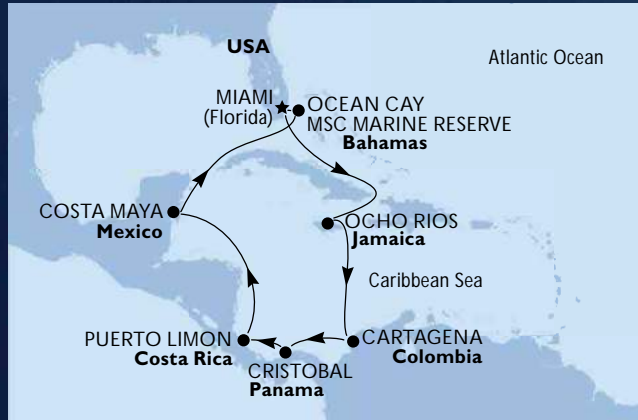 USA
Atlantic Ocean
MIAMI
(Florida)
OCEAN CAY
MSC MARINE RESERVE
Bahamas
COSTA MAYA
Mexico
OCHO RIOS
Jamaica
Caribbean Sea
PUERTO LIMON
Costa Rica
CRISTOBAL
Panama
CARTAGENA
Colombia